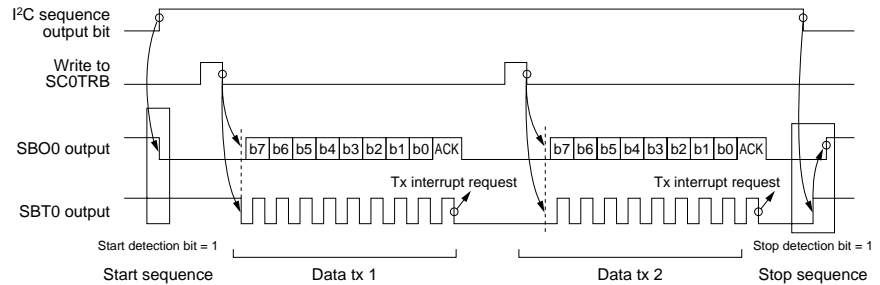 I²C sequence
output bit
Write to
SC0TRB
SBO0 output
b7 b6 b5 b4 b3 b2 b1 b0 ACK
b7 b6 b5 b4 b3 b2 b1 b0 ACK
Tx interrupt request
Tx interrupt request
SBT0 output
Start detection bit = 1
Stop detection bit = 1
Start sequence
Data tx 1
Data tx 2
Stop sequence